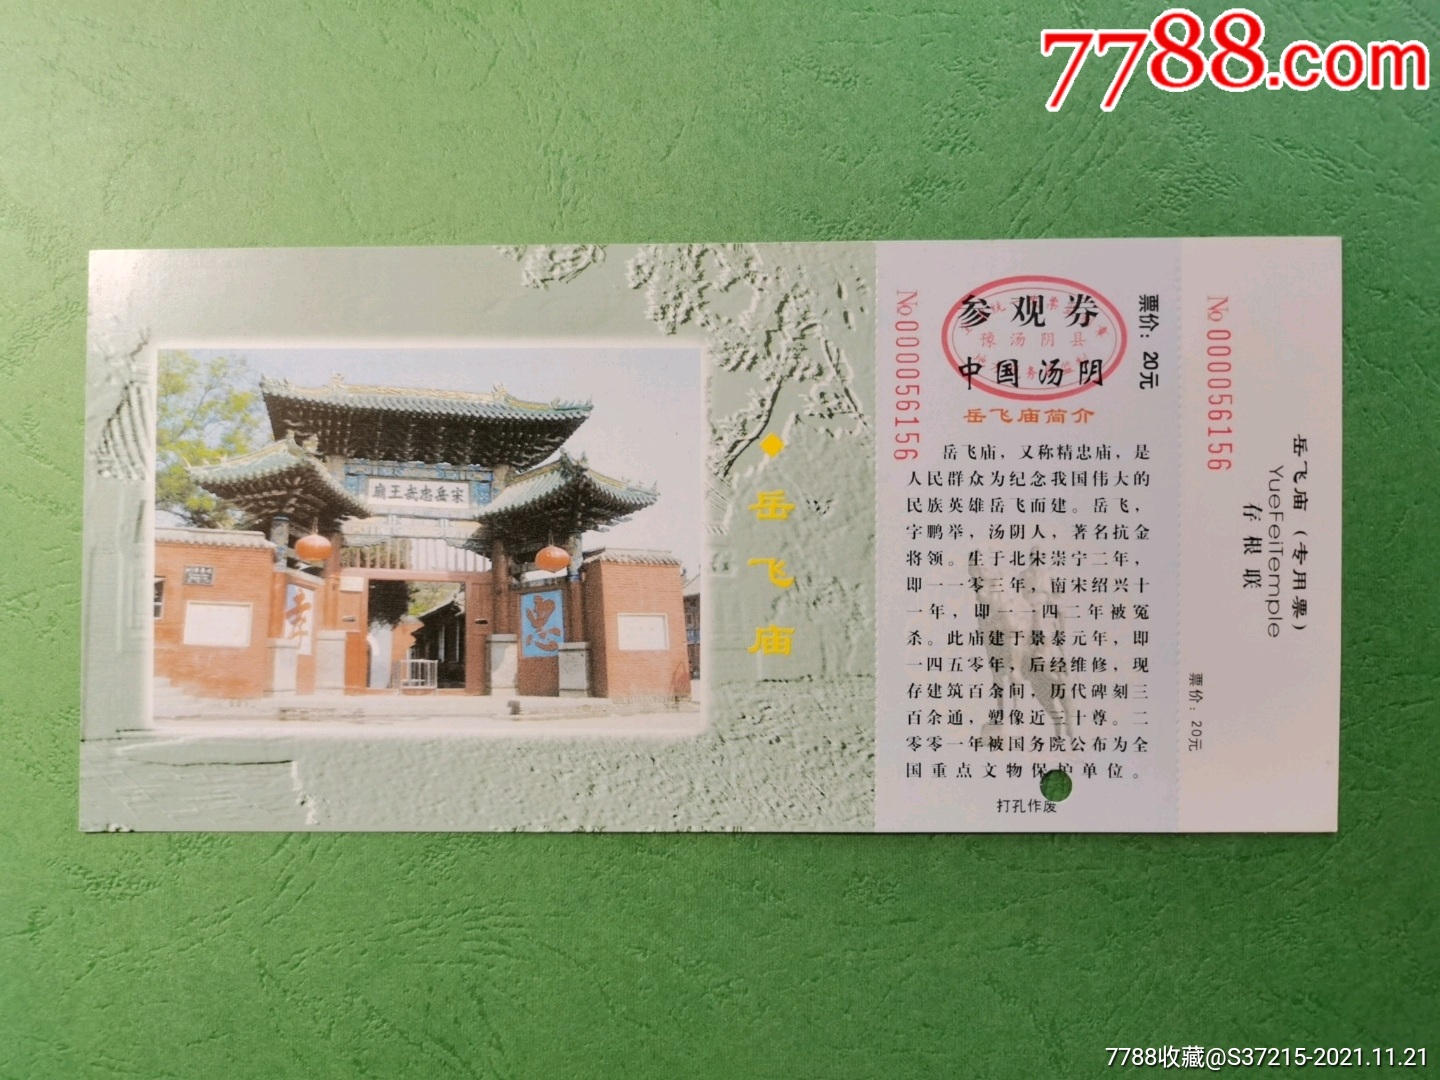 7788.com
宋岳忠武王廟
忠
孝
岳飞庙
No 000056156
参观券
豫汤阴县
中国汤阴
票价：20元
岳飞庙简介
岳飞庙，又称精忠庙，是
人民群众为纪念我国伟大的
民族英雄岳飞而建。岳飞，
字鹏举，汤阴人，著名抗金
将领。生于北宋崇宁二年，
即一一零三年，南宋绍兴十
一年，即一一四二年被冤
杀。此庙建于景泰元年，即
一四五零年，后经维修，现
存建筑百余间，历代碑刻三
百余通，塑像近三十尊。二
零零一年被国务院公布为全
国重点文物保护单位。
打孔作废
No 000056156
岳飞庙（专用票）
YueFeiTemple
存根联
票价：20元
7788收藏@S37215-2021.11.21